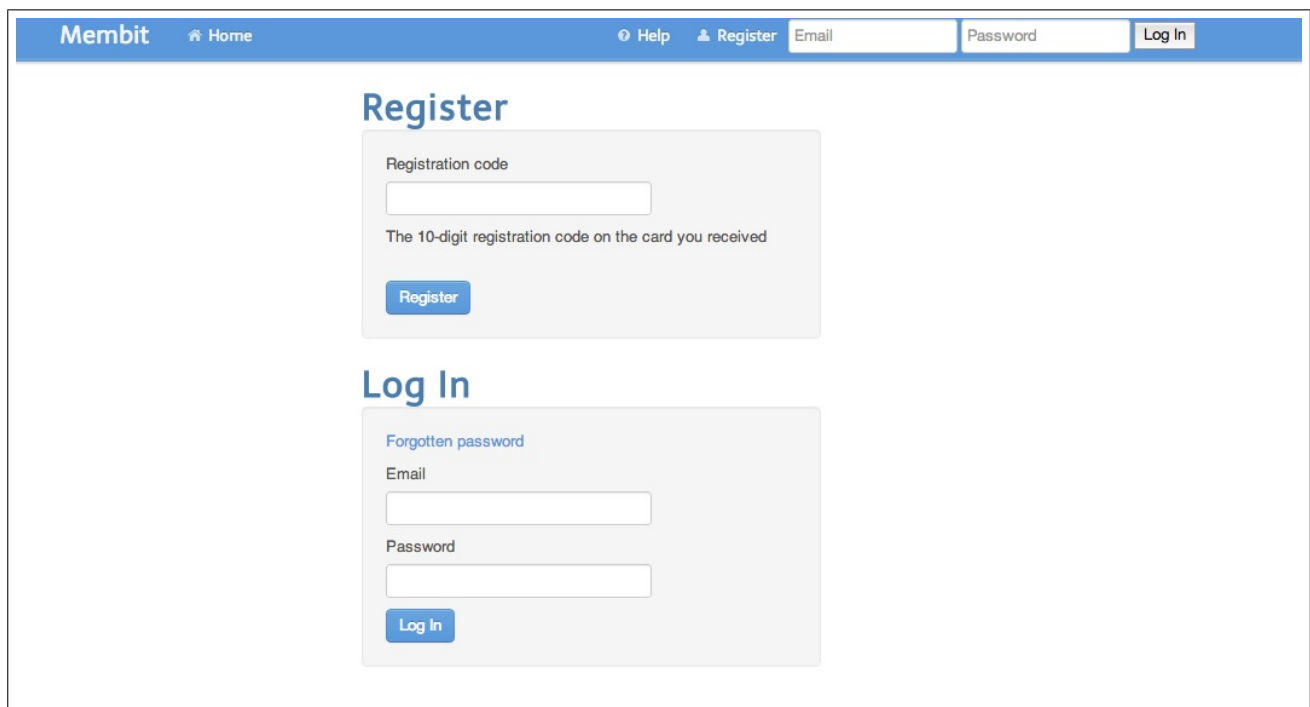 Membit Home Help Register Email Password Log In
Register
Registration code
The 10-digit registration code on the card you received
Register
Log In
Forgotten password
Email
Password
Log In